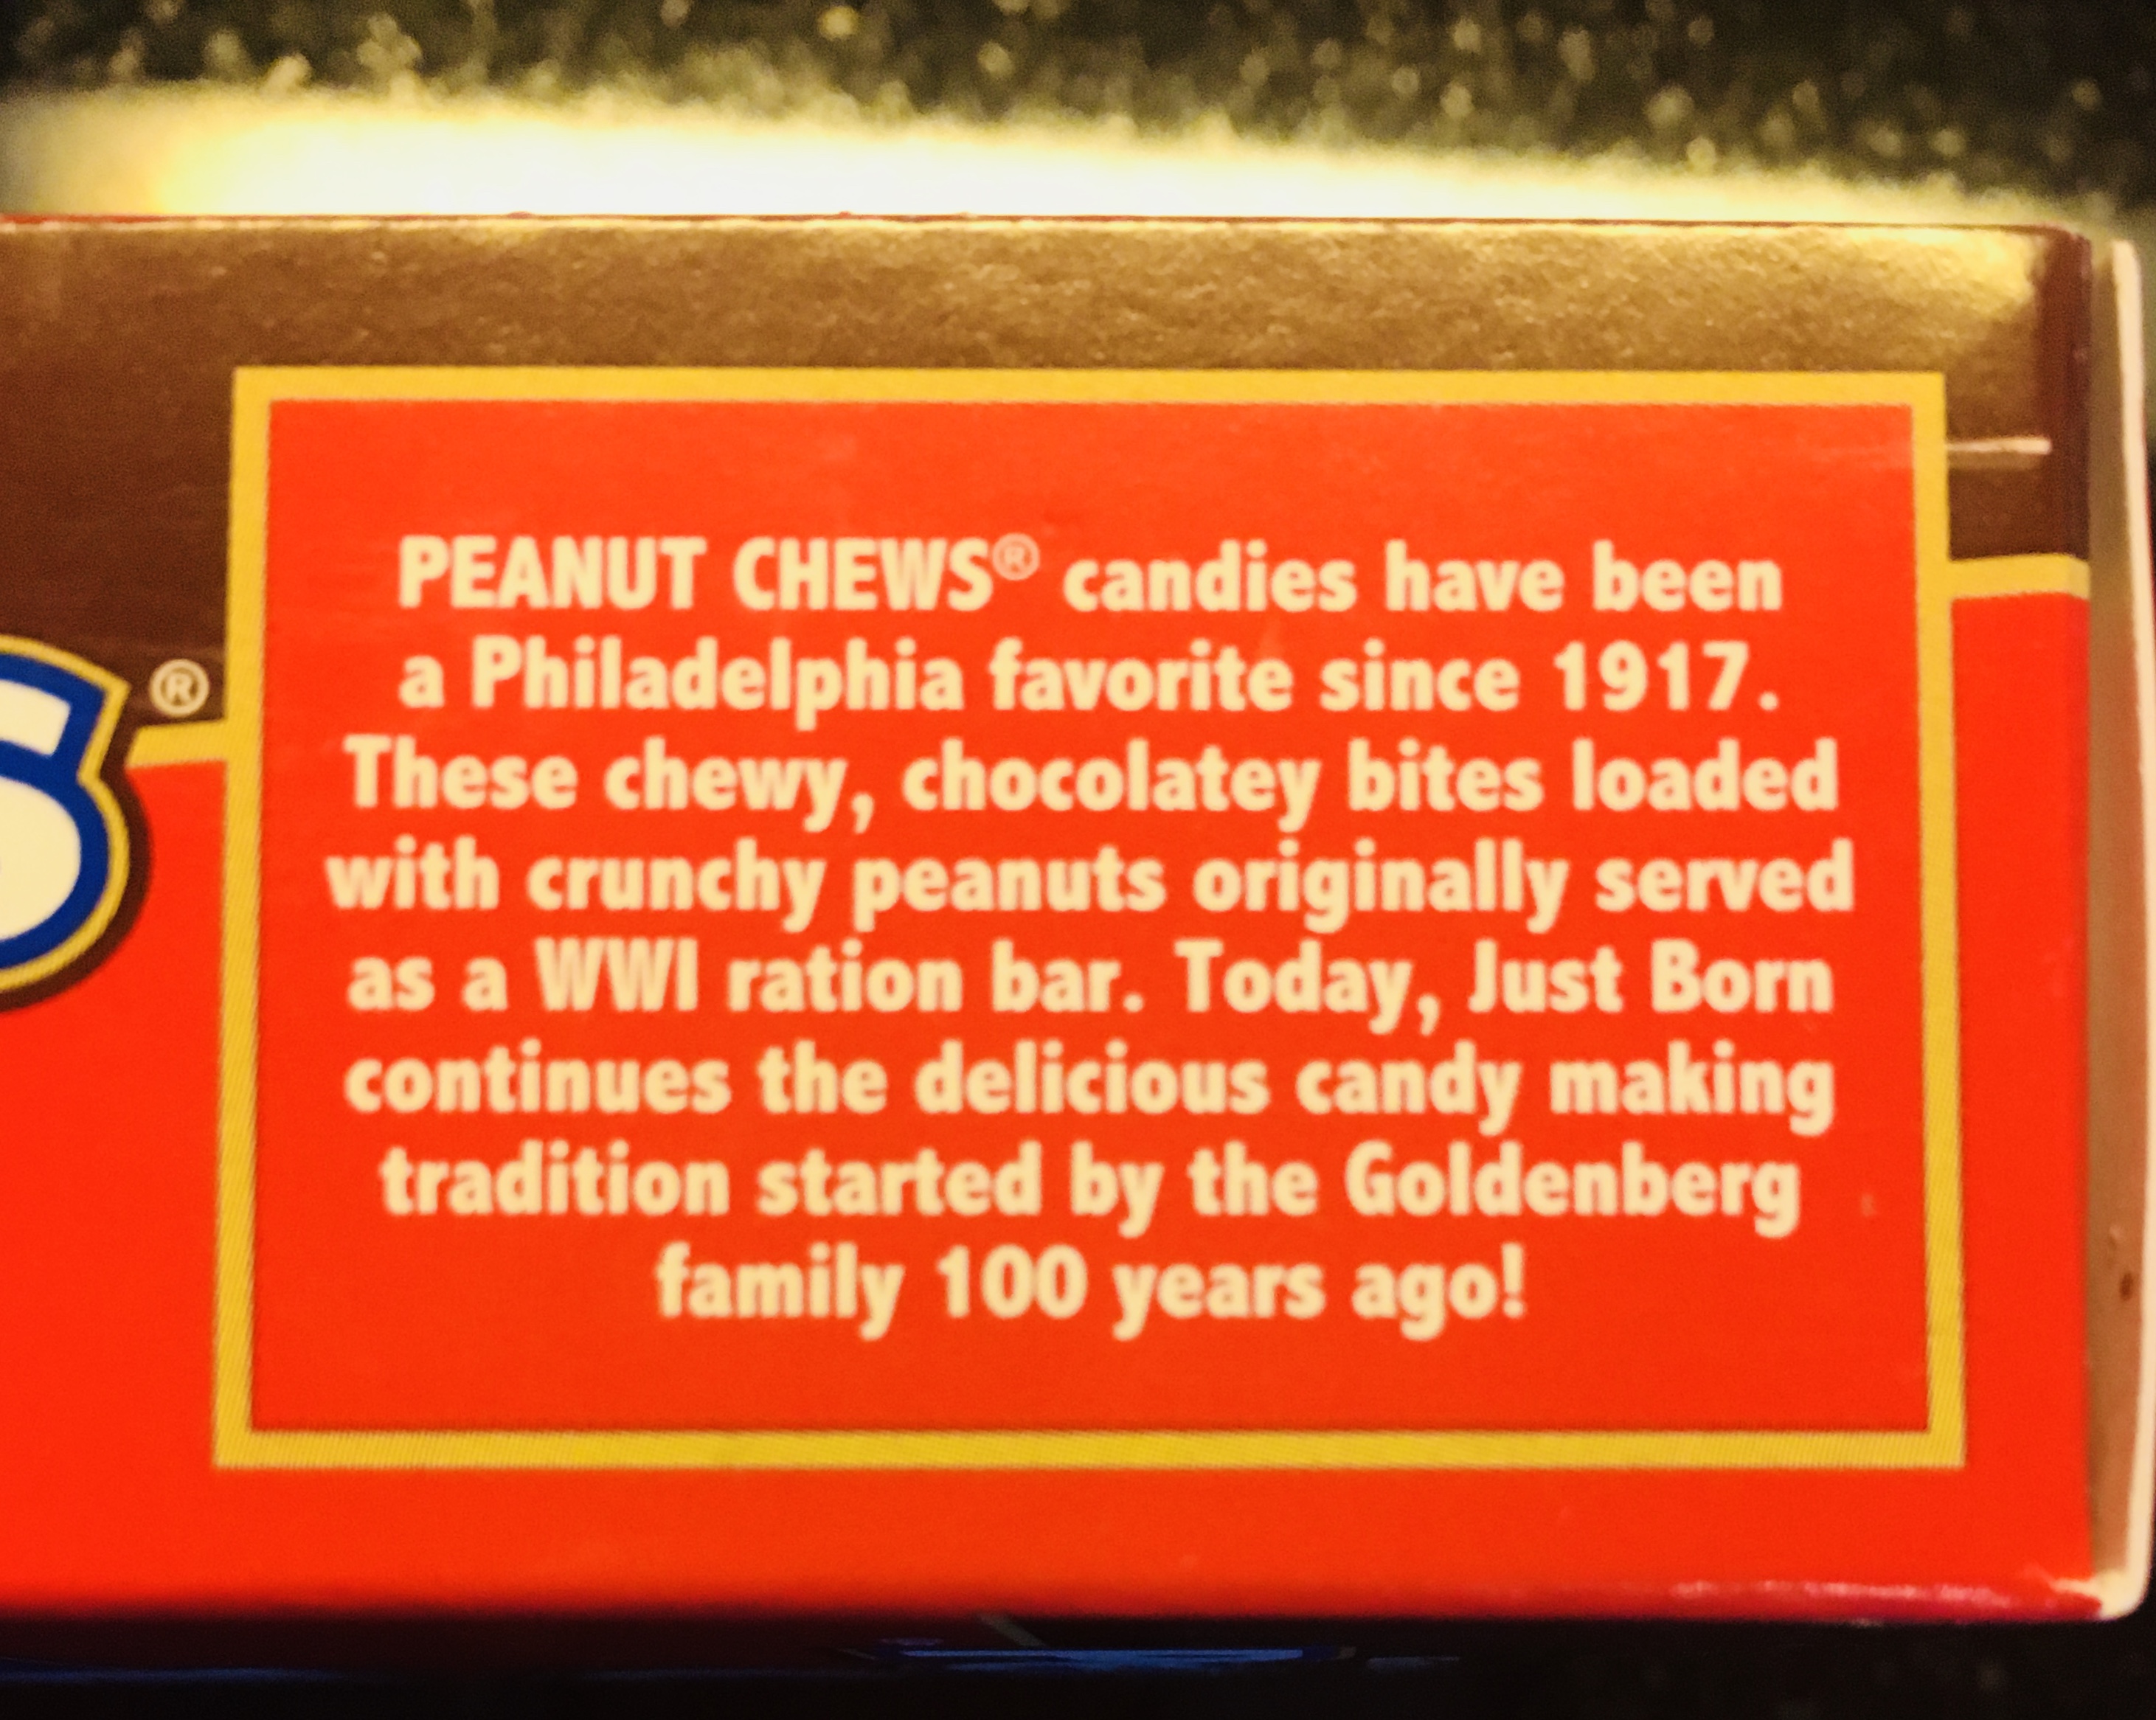 PEANUT CHEWS® candies have been
a Philadelphia favorite since 1917.
These chewy, chocolatey bites loaded
with crunchy peanuts originally served
as a WWI ration bar. Today, Just Born
continues the delicious candy making
tradition started by the Goldenberg
family 100 years ago!
S®